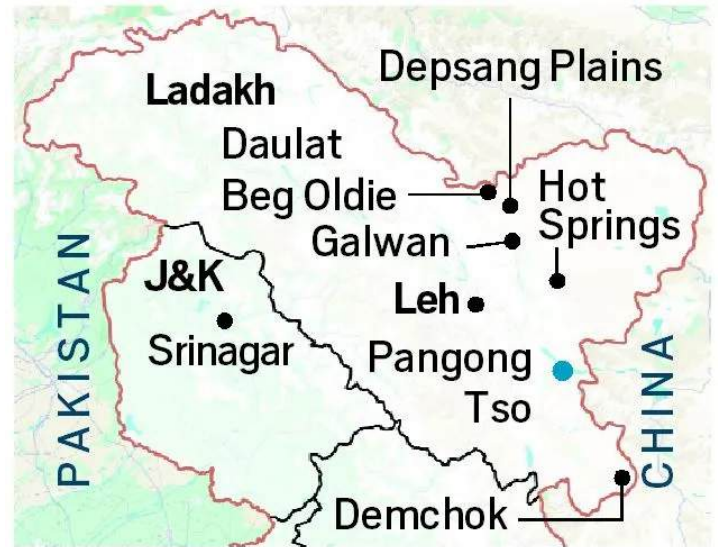 Depsang Plains
Ladakh
Daulat
Beg Oldie
Hot
Springs
Galwan
PAKISTAN
J&K
Srinagar
Leh
Pangong
Tso
CHINA
Demchok